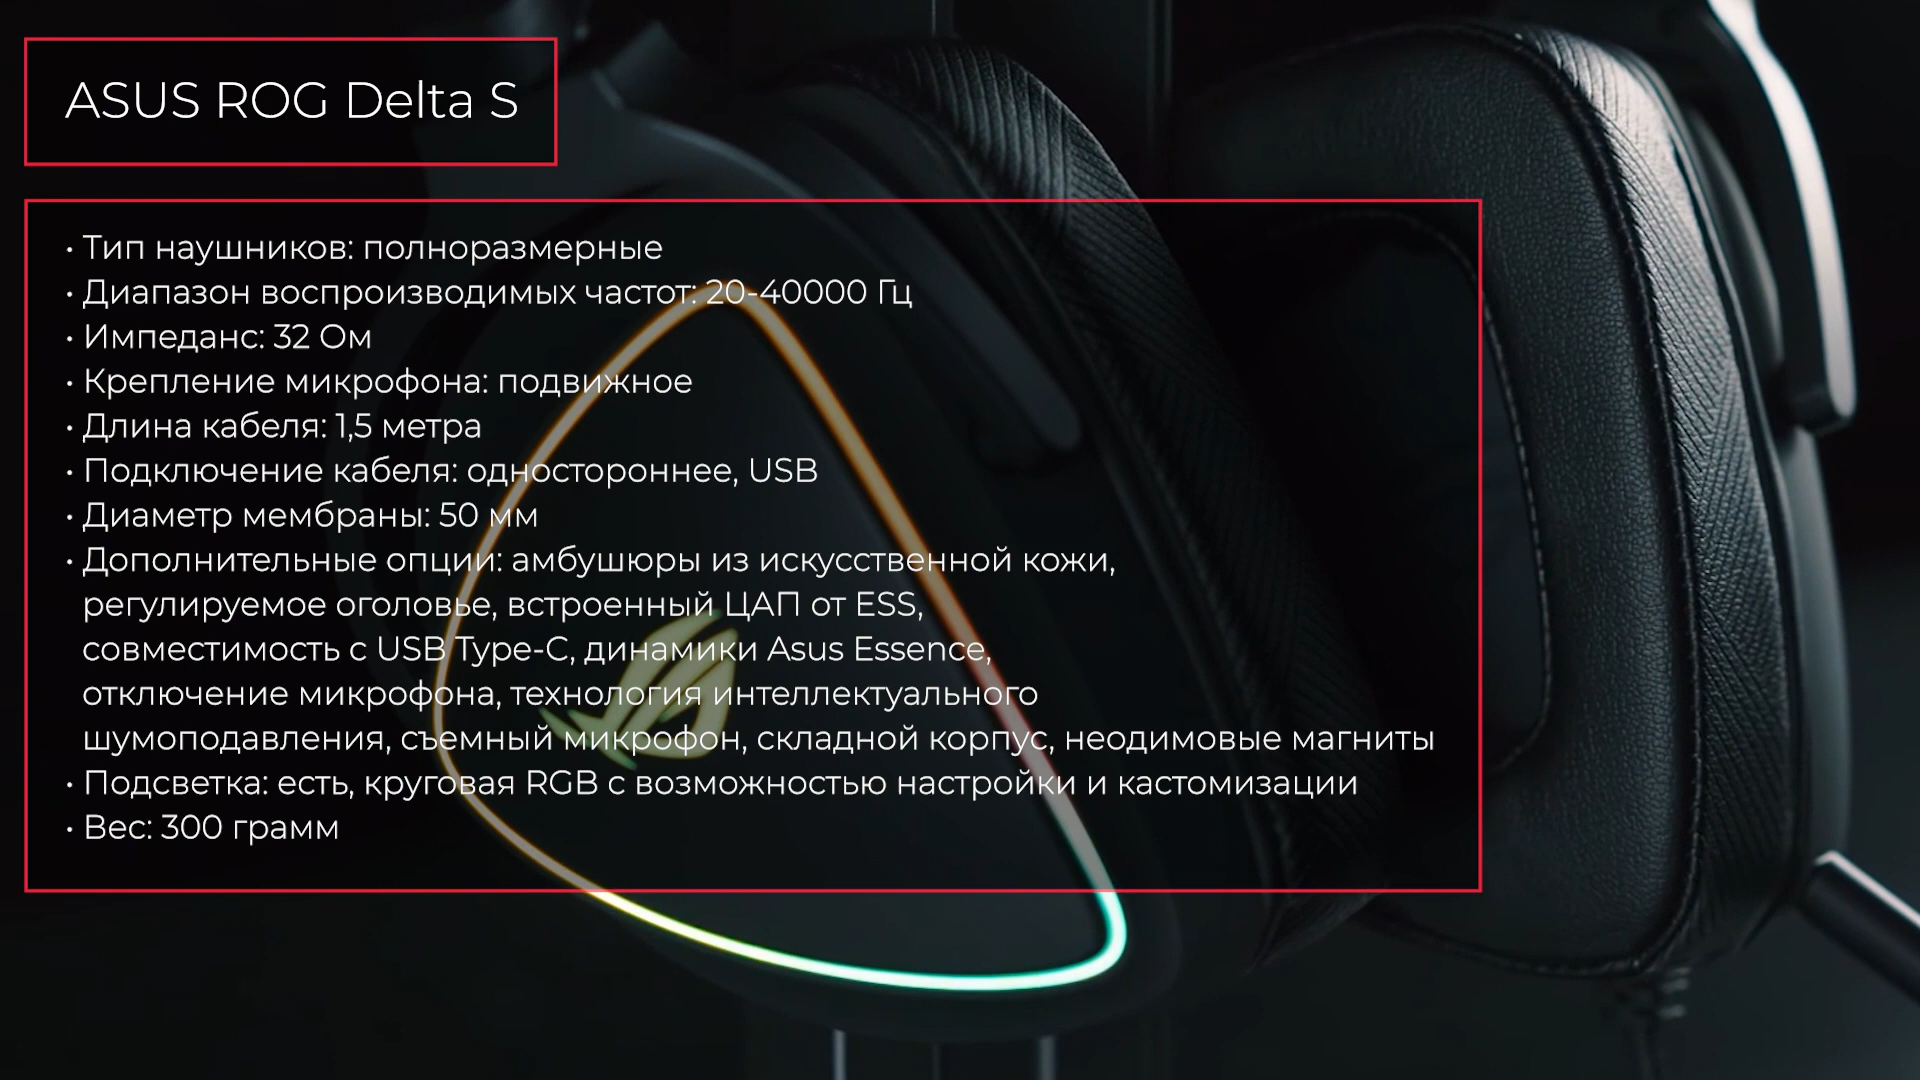 ASUS ROG Delta S
• Тип наушников: полноразмерные
• Диапазон воспроизводимых частот: 20-40000 Гц
• Импеданс: 32 Ом
• Крепление микрофона: подвижное
• Длина кабеля: 1,5 метра
• Подключение кабеля: одностороннее, USB
• Диаметр мембраны: 50 мм
• Дополнительные опции: амбушюры из искусственной кожи,
регулируемое оголовье, встроенный ЦАП от ESS,
совместимость с USB Type-C, динамики Asus Essence,
отключение микрофона, технология интеллектуального
шумоподавления, съемный микрофон, складной корпус, неодимовые магниты
• Подсветка: есть, круговая RGB с возможностью настройки и кастомизации
• Вес: 300 грамм